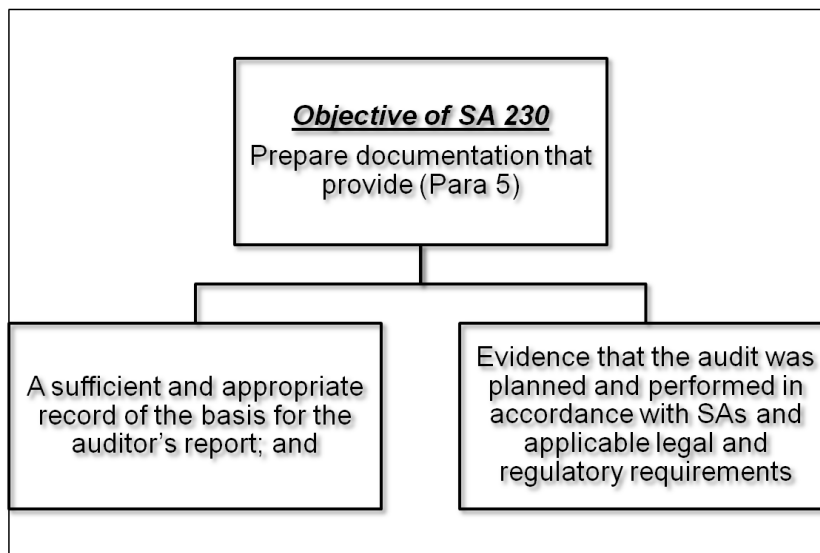 Objective of SA 230
Prepare documentation that
provide (Para 5)
A sufficient and appropriate
record of the basis for the
auditor’s report; and
Evidence that the audit was
planned and performed in
accordance with SAs and
applicable legal and
regulatory requirements